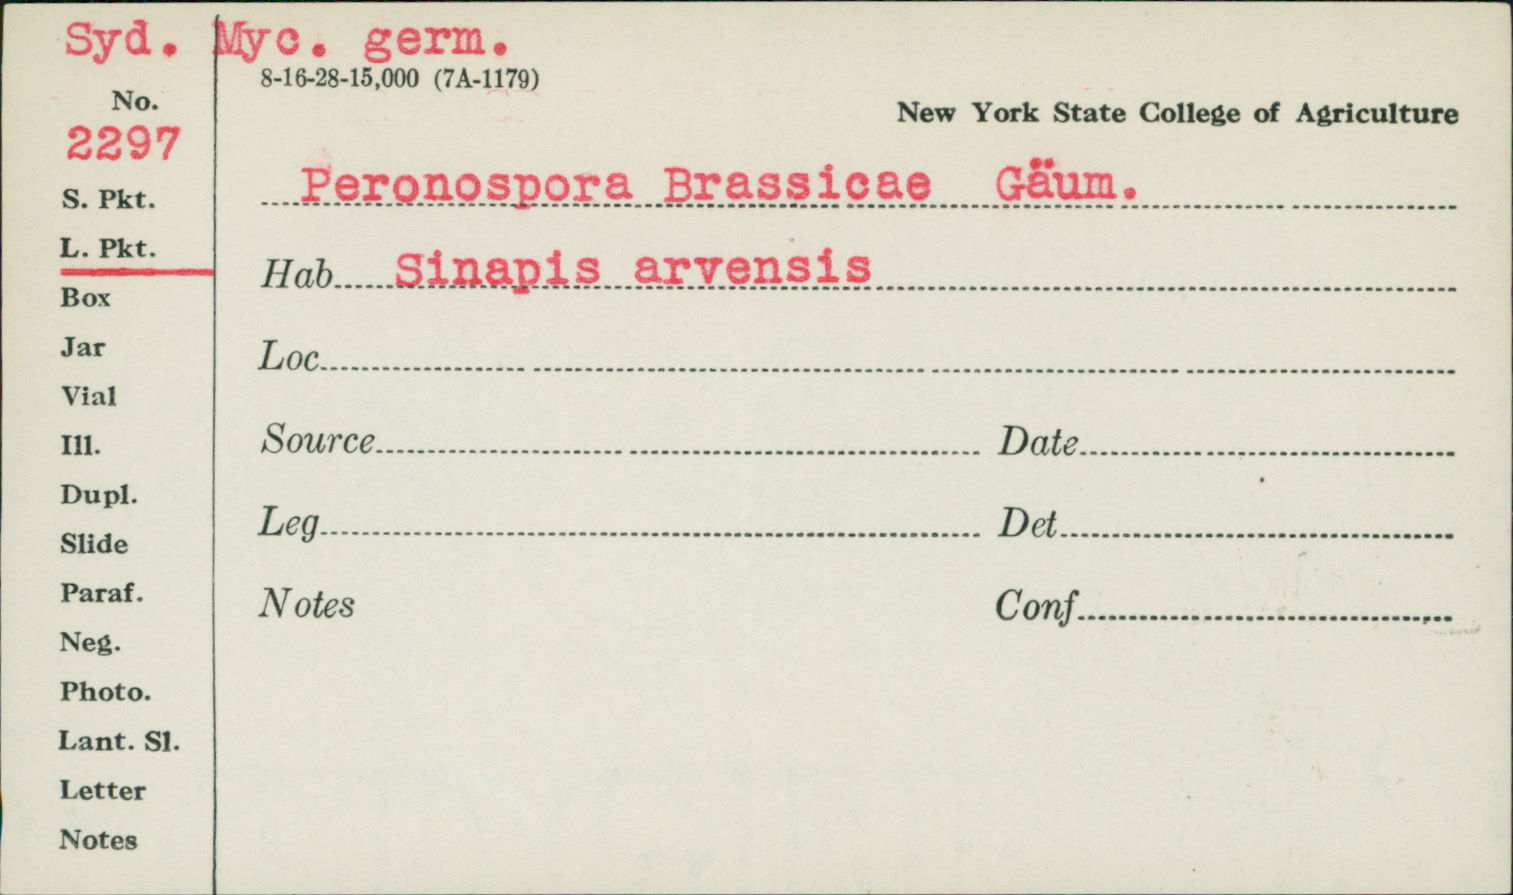 Syd. Myc. germ.
8-16-28-15,000 (7A-1179)
No.
2297
New York State College of Agriculture
Peronospora Brassicae Gäum.
S. Pkt.
L. Pkt.
Hab Sinapis arvensis
Box
Jar
Loc
Vial
Ill.
Source Date
Dupl.
Slide
Leg Det
Paraf.
Notes Conf
Neg.
Photo.
Lant. Sl.
Letter
Notes